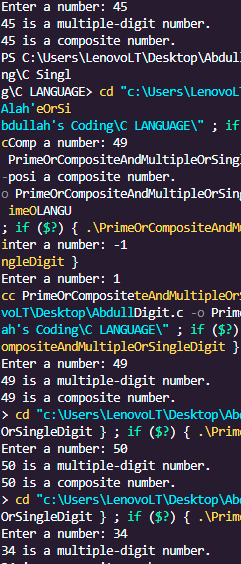 Enter a number: 45
45 is a multiple-digit number.
45 is a composite number.
PS C:\Users\LenovoLT\Desktop\Abdul
ng\C Singl
g\C LANGUAGE> cd "c:\Users\LenovoL
Alah'eOrSi
bdullah's Coding\C LANGUAGE\" ; if
cComp a number: 49
PrimeOrCompositeAndMultipleOrSing
-posi a composite number.
o PrimeOrCompositeAndMultipleOrSin
imeOLANGU
; if ($?) { .\PrimeOrCompositeAndM
inter a number: -1
ngleDigit }
Enter a number: 1
cc PrimeOrCompositeteAndMultipleOrS
voLT\Desktop\AbdullDigit.c -o Prime
ah's Coding\C LANGUAGE\" ; if ($?)
ompositeAndMultipleOrSingleDigit }
Enter a number: 49
49 is a multiple-digit number.
49 is a composite number.
> cd "c:\Users\LenovoLT\Desktop\Ab
OrSingleDigit } ; if ($?) { .\Prim
Enter a number: 50
50 is a multiple-digit number.
50 is a composite number.
> cd "c:\Users\LenovoLT\Desktop\Ab
OrSingleDigit } ; if ($?) { .\Prim
Enter a number: 34
34 is a multiple-digit number.